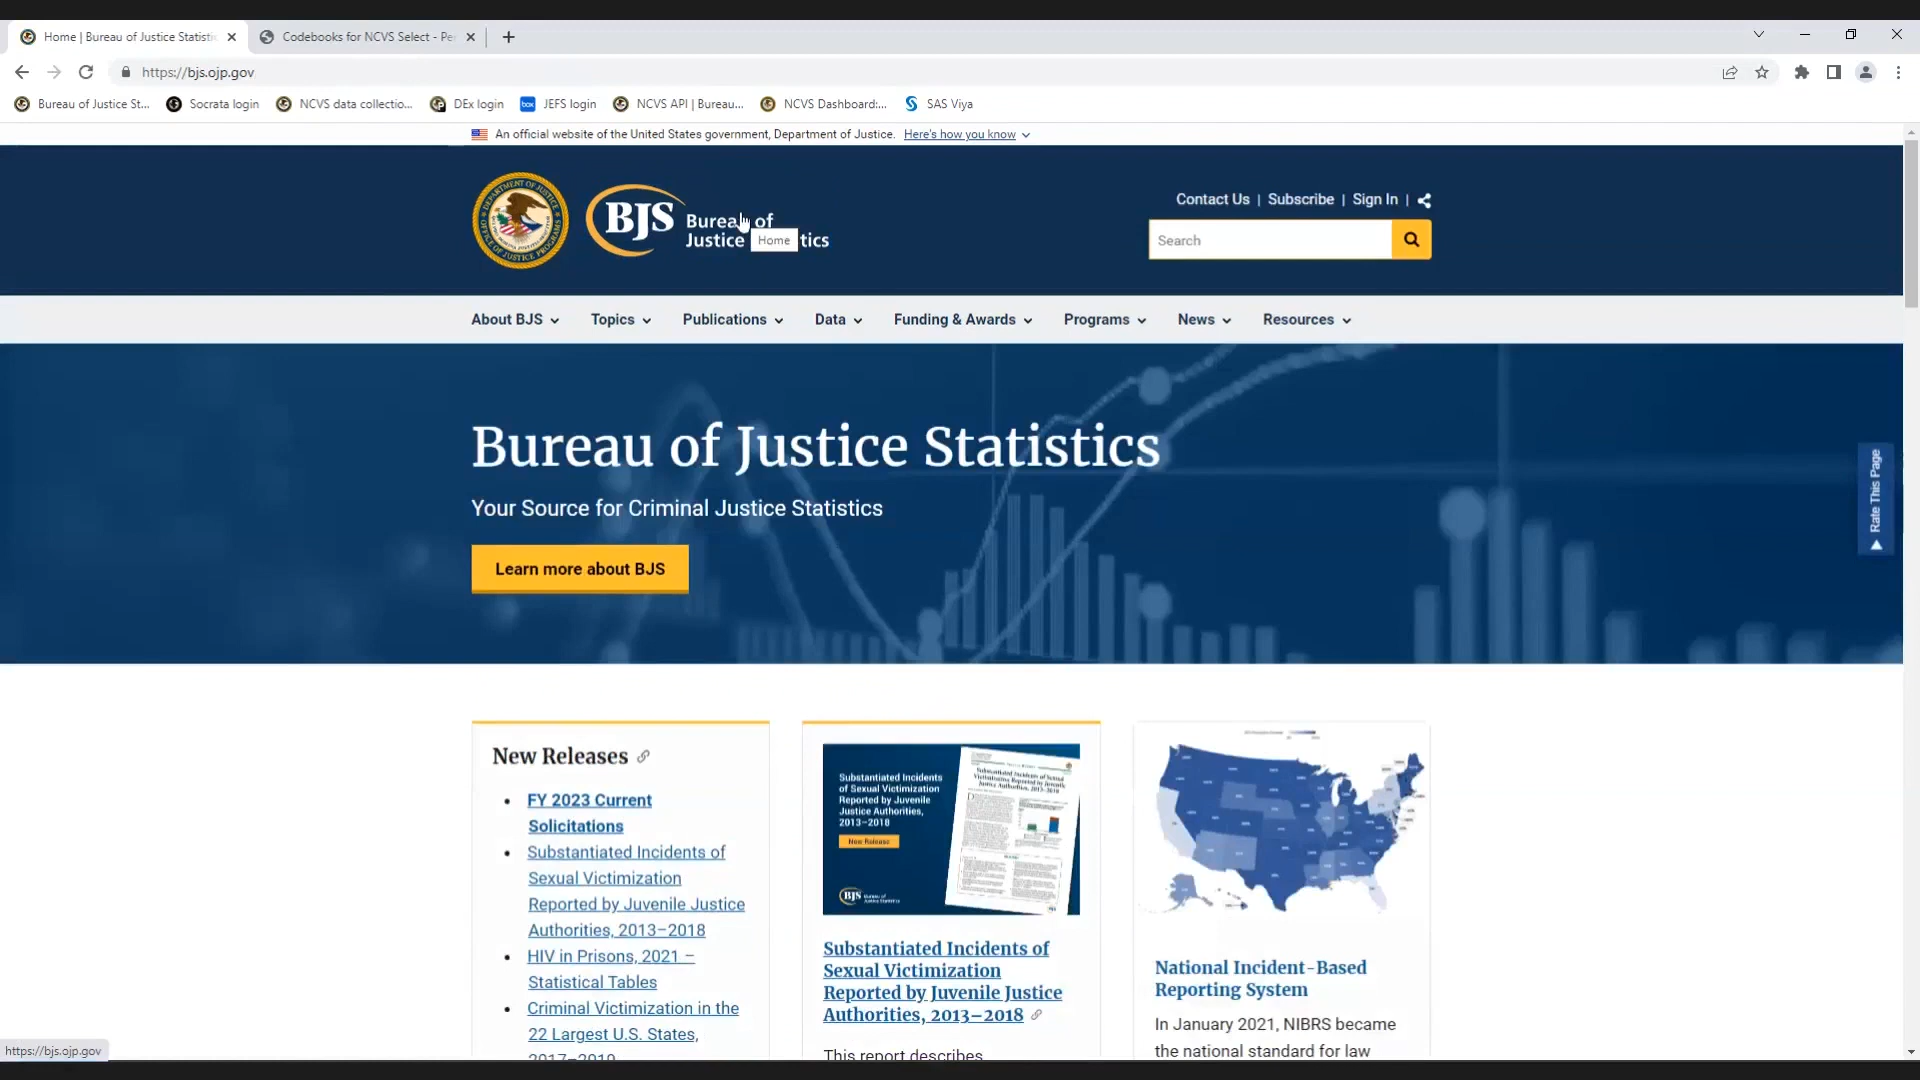 Home | Bureau of Justice Statisti
Codebooks for NCVS Select - Pe
https://bjs.ojp.gov
Bureau of Justice St...
Socrata login
NCVS data collectio...
DEx login
box
JEFS login
NCVS API | Bureau...
NCVS Dashboard:...
SAS Viya
An official website of the United States government, Department of Justice. Here's how you know
BJS
Bureau of
Justice tics
Home
Contact Us | Subscribe | Sign In |
Search
About BJS
Topics
Publications
Data
Funding & Awards
Programs
News
Resources
Bureau of Justice Statistics
Your Source for Criminal Justice Statistics
Learn more about BJS
Rate This Page
New Releases
FY 2023 Current
Solicitations
Substantiated Incidents of
Sexual Victimization
Reported by Juvenile Justice
Authorities, 2013–2018
HIV in Prisons, 2021 –
Statistical Tables
Criminal Victimization in the
22 Largest U.S. States,
2017–2019
Substantiated Incidents
of Sexual Victimization
Reported by Juvenile
Justice Authorities,
2013–2018
New Release
BJS
Substantiated Incidents of
Sexual Victimization
Reported by Juvenile Justice
Authorities, 2013–2018
This report describes
National Incident-Based
Reporting System
In January 2021, NIBRS became
the national standard for law
https://bjs.ojp.gov